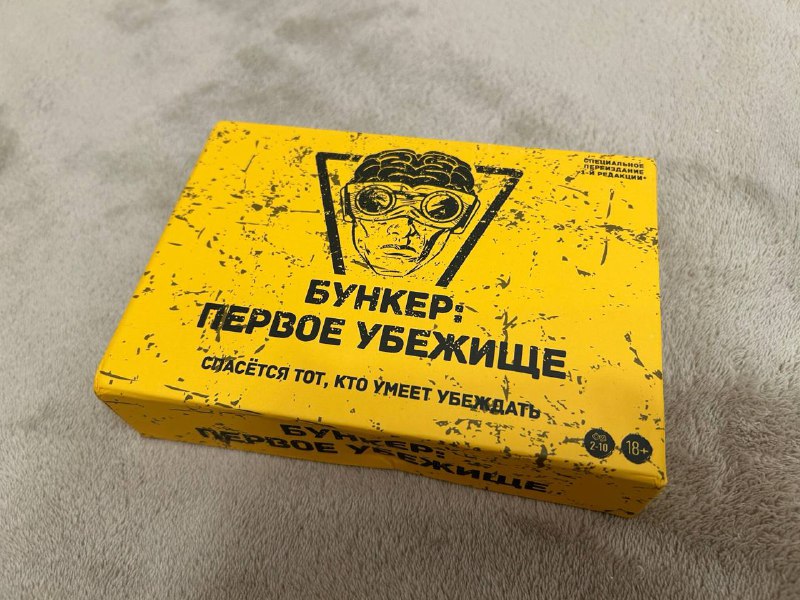 СПЕЦИАЛЬНОЕ
ПЕРЕИЗДАНИЕ
1-Й РЕДАКЦИИ*
БУНКЕР:
ПЕРВОЕ УБЕЖИЩЕ
СПАСЁТСЯ ТОТ, КТО УМЕЕТ УБЕЖДАТЬ
2-10
18+
БУНКЕР:
ПЕРВОЕ УБЕЖИЩЕ